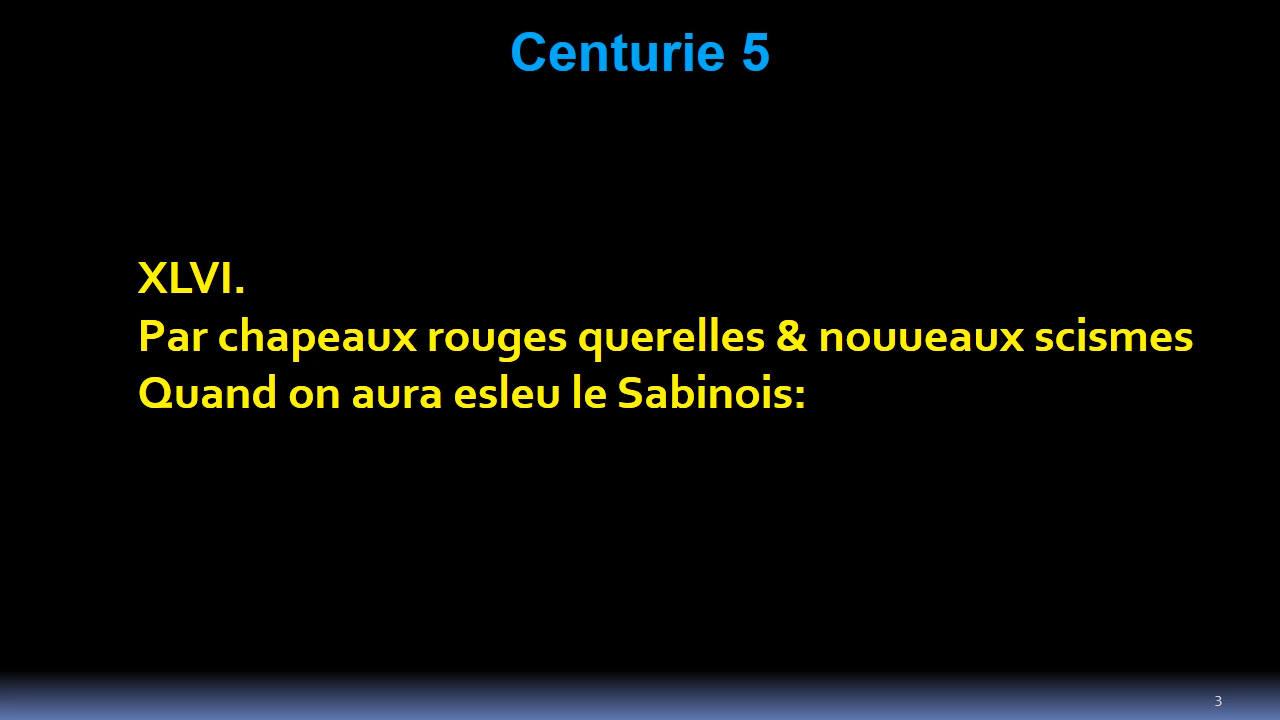 Centurie 5
XLVI.
Par chapeaux rouges querelles & nouueaux scismes
Quand on aura esleu le Sabinois:
3